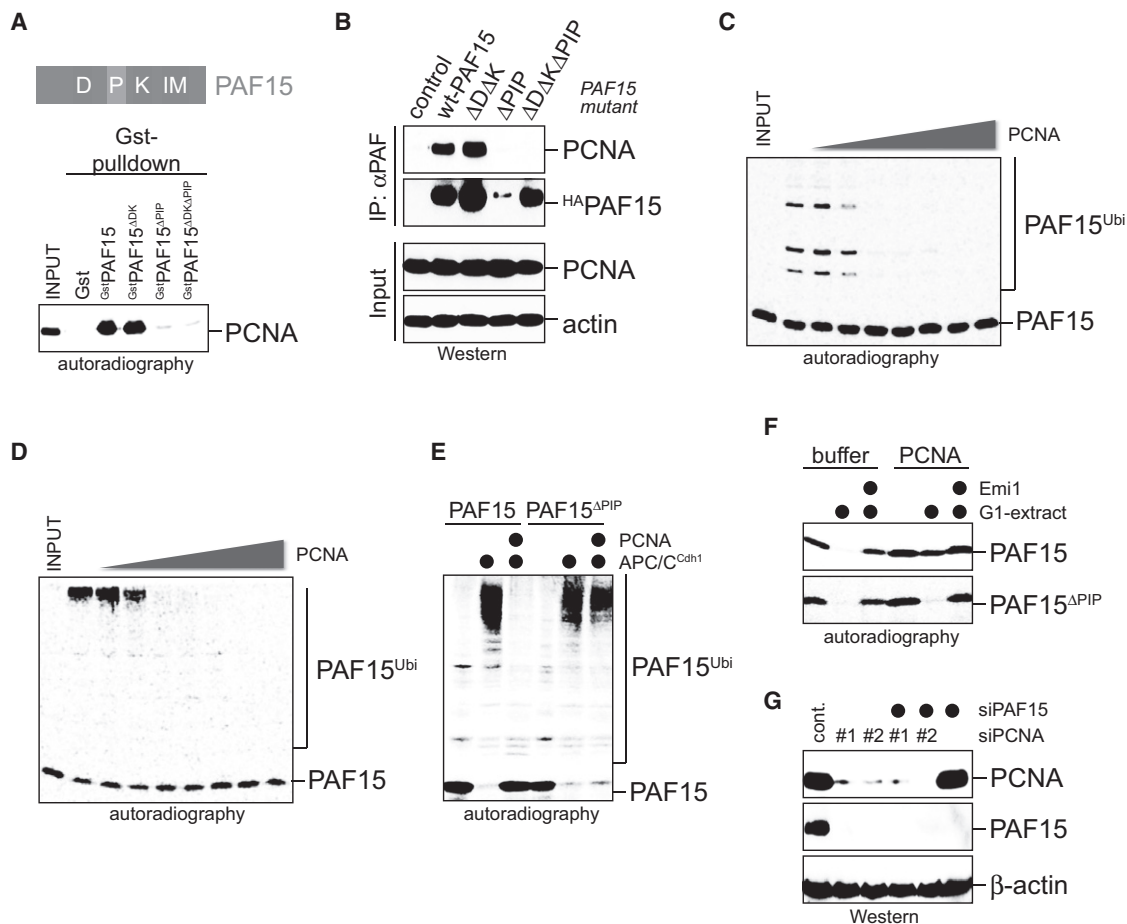 A
D P K IM PAF15
Gst-
pulldown
INPUT
Gst
GstPAF15
GstPAF15ΔDK
GstPAF15ΔPIP
GstPAF15ΔDKΔPIP
PCNA
autoradiography
B
control
wt-PAF15
ΔDΔK
ΔPIP
ΔDΔKΔPIP
PAF15
mutant
IP: αPAF
PCNA
HAPAF15
Input
PCNA
actin
Western
C
INPUT
PCNA
PAF15Ubi
PAF15
autoradiography
D
INPUT
PCNA
PAF15Ubi
PAF15
autoradiography
E
PAF15 PAF15ΔPIP
PCNA
APC/CCdh1
PAF15Ubi
PAF15
autoradiography
F
buffer PCNA
Emi1
G1-extract
PAF15
PAF15ΔPIP
autoradiography
G
cont.
siPAF15
#1 #2 #1 #2 siPCNA
PCNA
PAF15
β-actin
Western